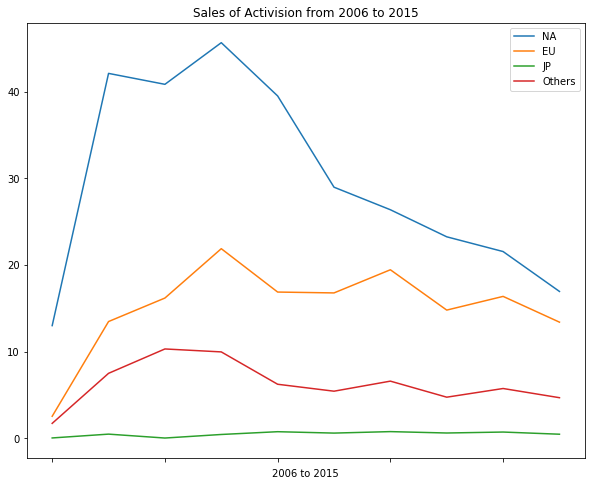 Sales of Activision from 2006 to 2015
NA
EU
JP
Others
40
30
20
10
0
2006 to 2015